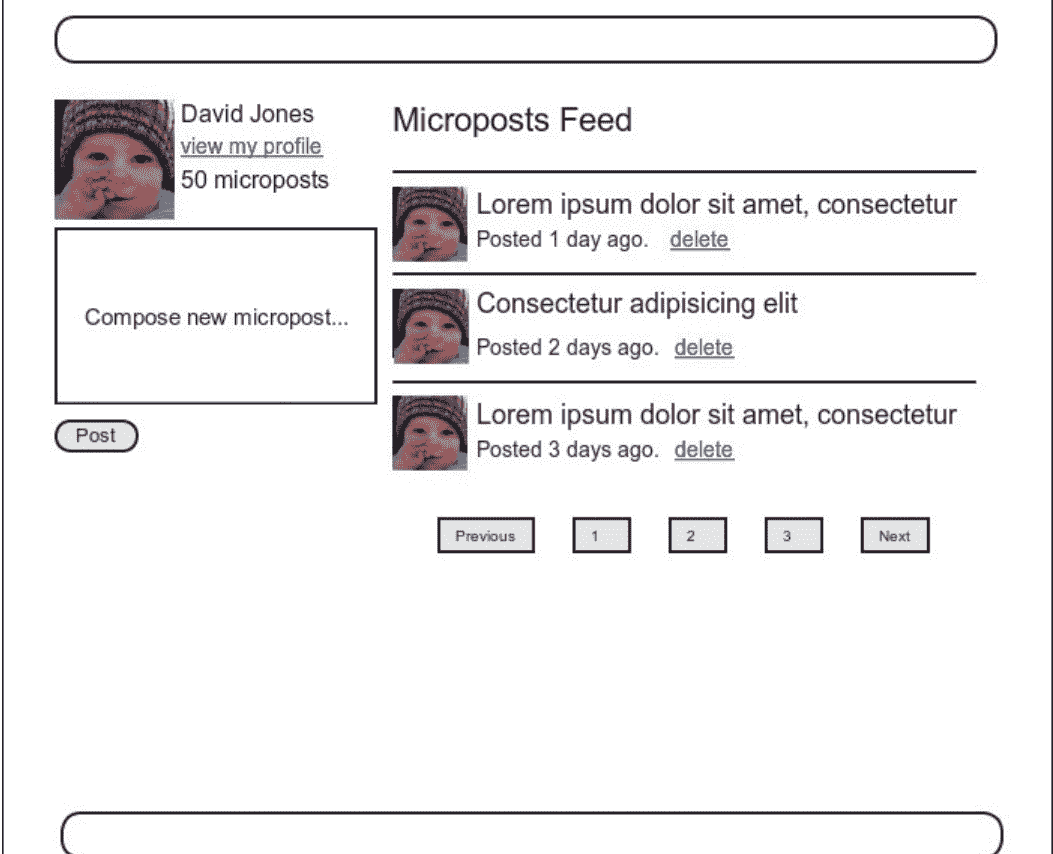 David Jones
view my profile
50 microposts
Compose new micropost...
Post
Microposts Feed
Lorem ipsum dolor sit amet, consectetur
Posted 1 day ago. delete
Consectetur adipisicing elit
Posted 2 days ago. delete
Lorem ipsum dolor sit amet, consectetur
Posted 3 days ago. delete
Previous 1 2 3 Next